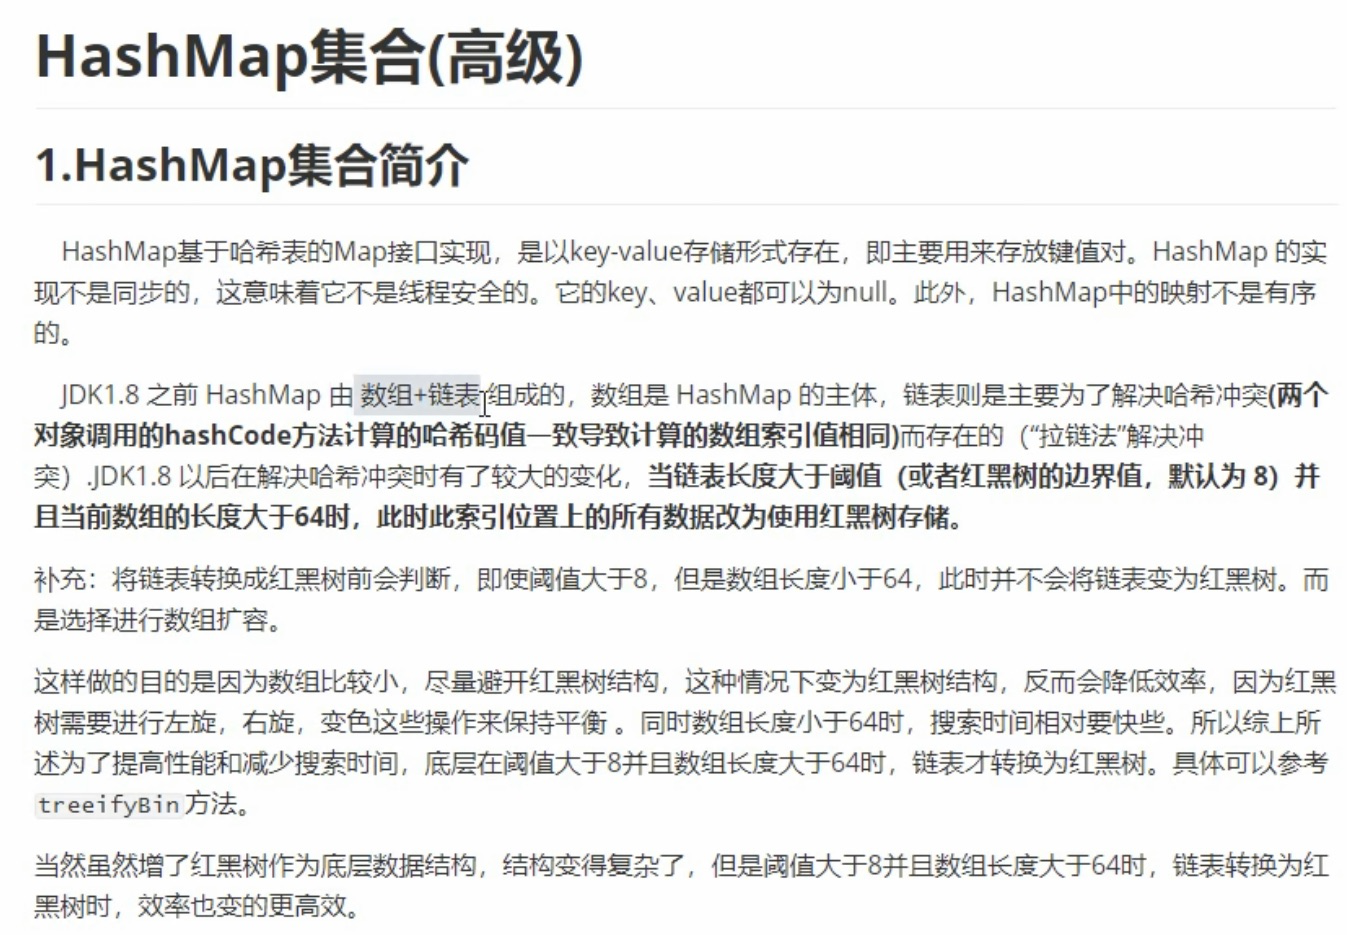 HashMap集合(高级)
1.HashMap集合简介
HashMap基于哈希表的Map接口实现，是以key-value存储形式存在，即主要用来存放键值对。HashMap 的实
现不是同步的，这意味着它不是线程安全的。它的key、value都可以为null。此外，HashMap中的映射不是有序
的。
JDK1.8 之前 HashMap 由 数组+链表 组成的，数组是 HashMap 的主体，链表则是主要为了解决哈希冲突(两个
对象调用的hashCode方法计算的哈希码值一致导致计算的数组索引值相同)而存在的（“拉链法”解决冲
突）.JDK1.8 以后在解决哈希冲突时有了较大的变化，当链表长度大于阈值（或者红黑树的边界值，默认为 8）并
且当前数组的长度大于64时，此时此索引位置上的所有数据改为使用红黑树存储。
补充：将链表转换成红黑树前会判断，即使阈值大于8，但是数组长度小于64，此时并不会将链表变为红黑树。而
是选择进行数组扩容。
这样做的目的是因为数组比较小，尽量避开红黑树结构，这种情况下变为红黑树结构，反而会降低效率，因为红黑
树需要进行左旋，右旋，变色这些操作来保持平衡 。同时数组长度小于64时，搜索时间相对要快些。所以综上所
述为了提高性能和减少搜索时间，底层在阈值大于8并且数组长度大于64时，链表才转换为红黑树。具体可以参考
treeifyBin方法。
当然虽然增了红黑树作为底层数据结构，结构变得复杂了，但是阈值大于8并且数组长度大于64时，链表转换为红
黑树时，效率也变的更高效。